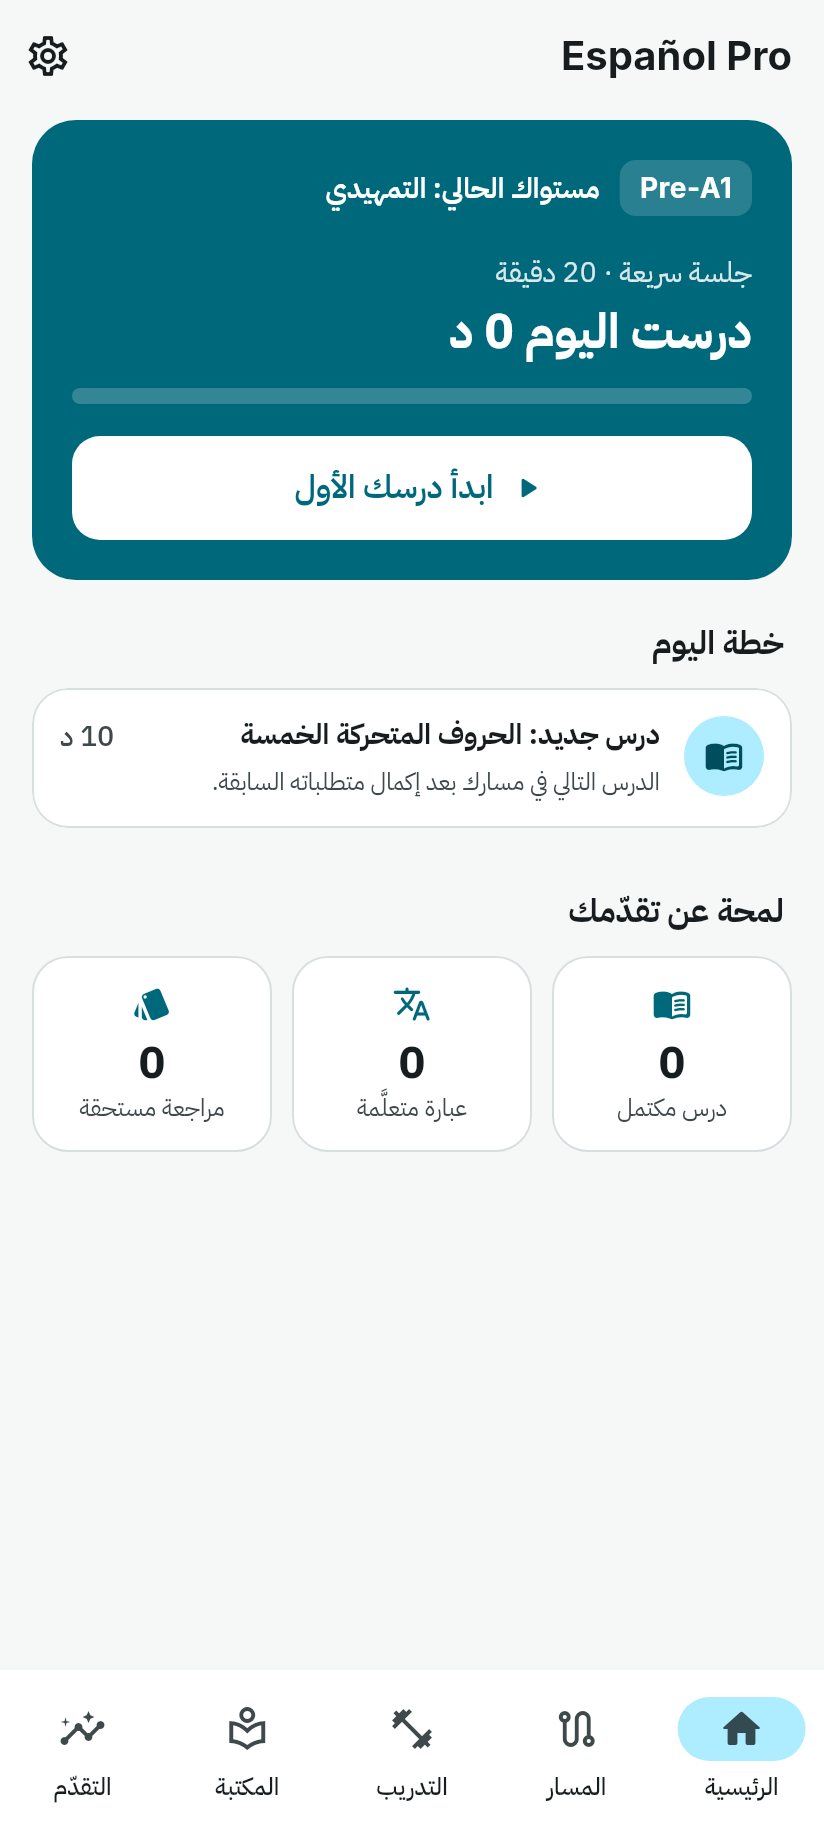 Español Pro
Pre-A1 مستواك الحالي: التمهيدي
جلسة سريعة · 20 دقيقة
درست اليوم 0 د
ابدأ درسك الأول
خطة اليوم
درس جديد: الحروف المتحركة الخمسة
10 د
الدرس التالي في مسارك بعد إكمال متطلباته السابقة.
لمحة عن تقدّمك
0
درس مكتمل
0
عبارة متعلَّمة
0
مراجعة مستحقة
الرئيسية
المسار
التدريب
المكتبة
التقدّم